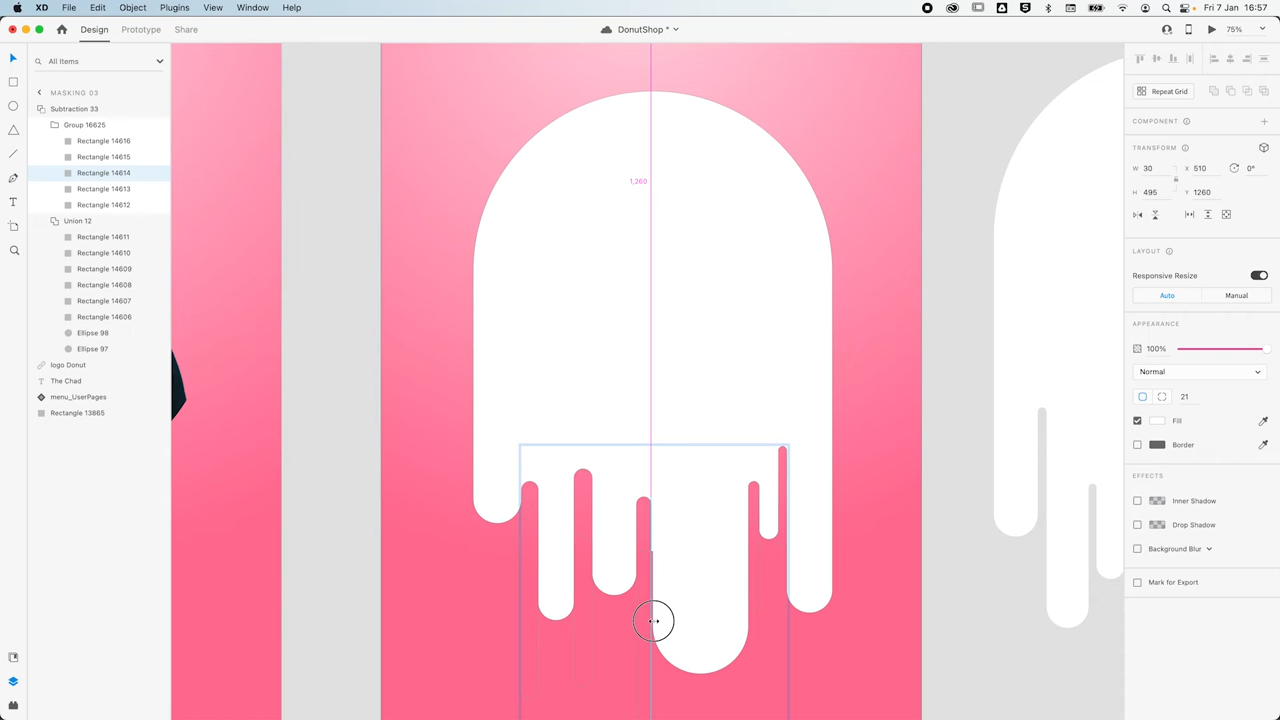 XD File Edit Object Plugins View Window Help Fri 7 Jan 16:57
Design Prototype Share DonutShop * 75%
All Items
MASKING 03
Subtraction 33
Group 16625
Rectangle 14616
Rectangle 14615
Rectangle 14614
Rectangle 14613
Rectangle 14612
Union 12
Rectangle 14611
Rectangle 14610
Rectangle 14609
Rectangle 14608
Rectangle 14607
Rectangle 14606
Ellipse 98
Ellipse 97
logo Donut
The Chad
menu_UserPages
Rectangle 13865
1,260
Repeat Grid
COMPONENT
TRANSFORM
W 30 X 510 0°
H 495 Y 1260
LAYOUT
Responsive Resize
Auto Manual
APPEARANCE
100%
Normal
21
Fill
Border
EFFECTS
Inner Shadow
Drop Shadow
Background Blur
Mark for Export